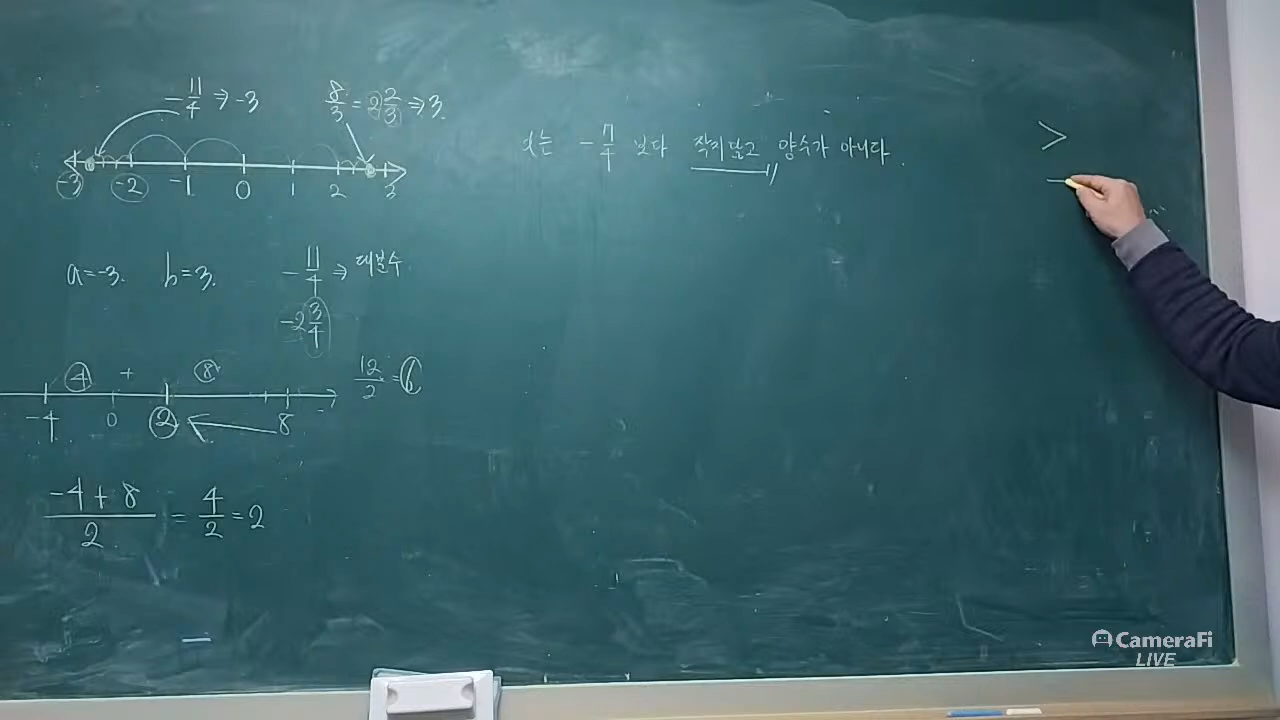 -11/4 ⇒ -3
8/3 = 2 2/3 ⇒ 3.
-3 -2 -1 0 1 2 3
a=-3. b=3. -11/4 ⇒ 대분수
-2 3/4
4 + 8
12/2 = 6
-4 0 2 8
(-4+8)/2 = 4/2 = 2
x는 -7/4 보다 작지않고 양수가 아니다.
>
CameraFi
LIVE